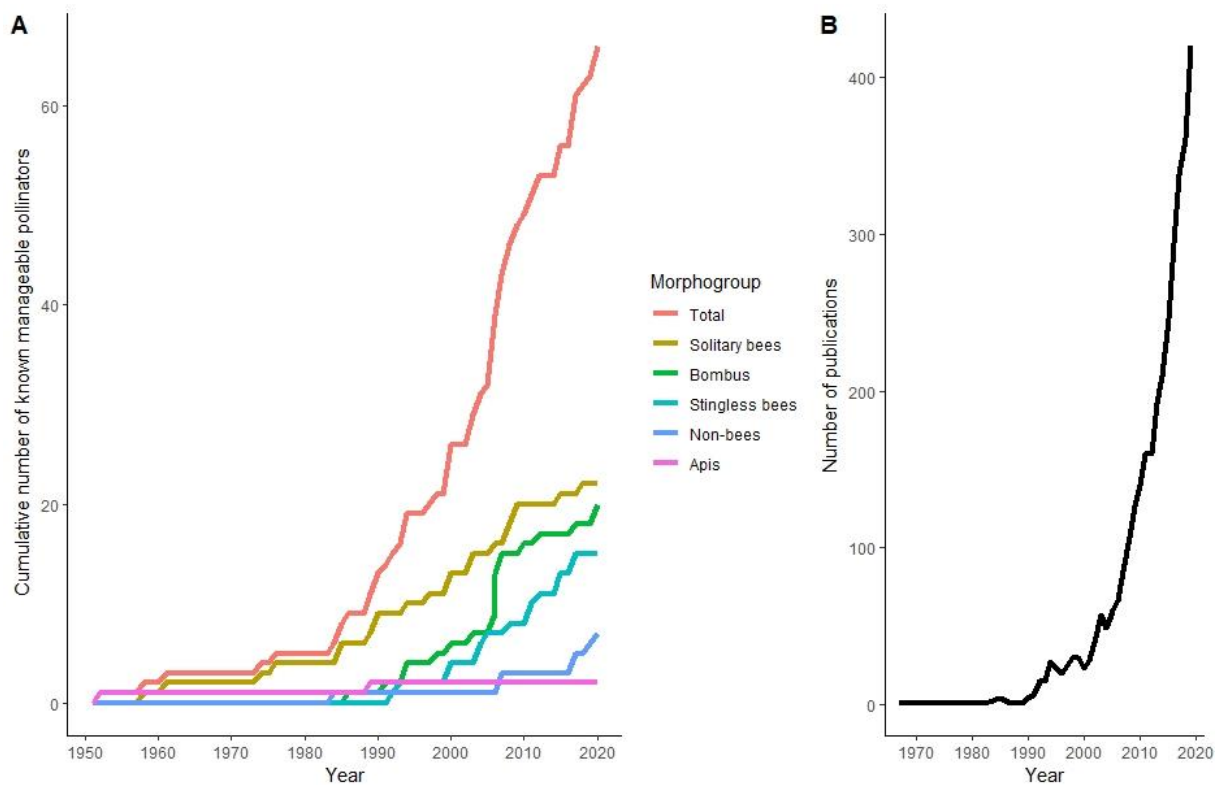 A
Cumulative number of known manageable pollinators
60
40
20
0
1950 1960 1970 1980 1990 2000 2010 2020
Year
Morphogroup
Total
Solitary bees
Bombus
Stingless bees
Non-bees
Apis
B
Number of publications
400
300
200
100
0
1970 1980 1990 2000 2010 2020
Year